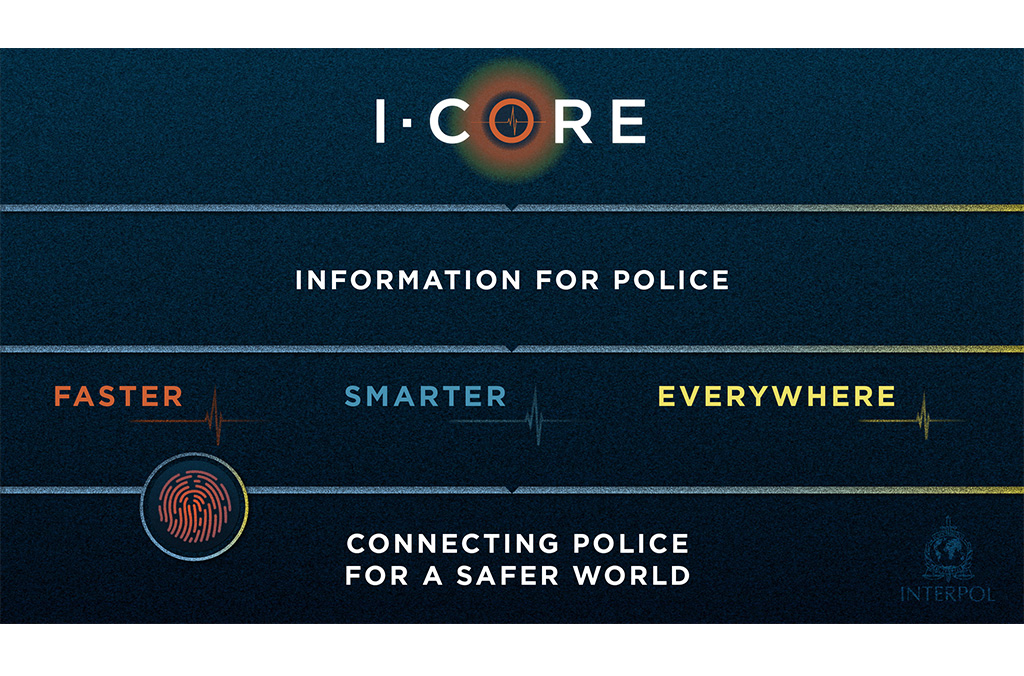 I·CORE
INFORMATION FOR POLICE
FASTER
SMARTER
EVERYWHERE
CONNECTING POLICE
FOR A SAFER WORLD
INTERPOL